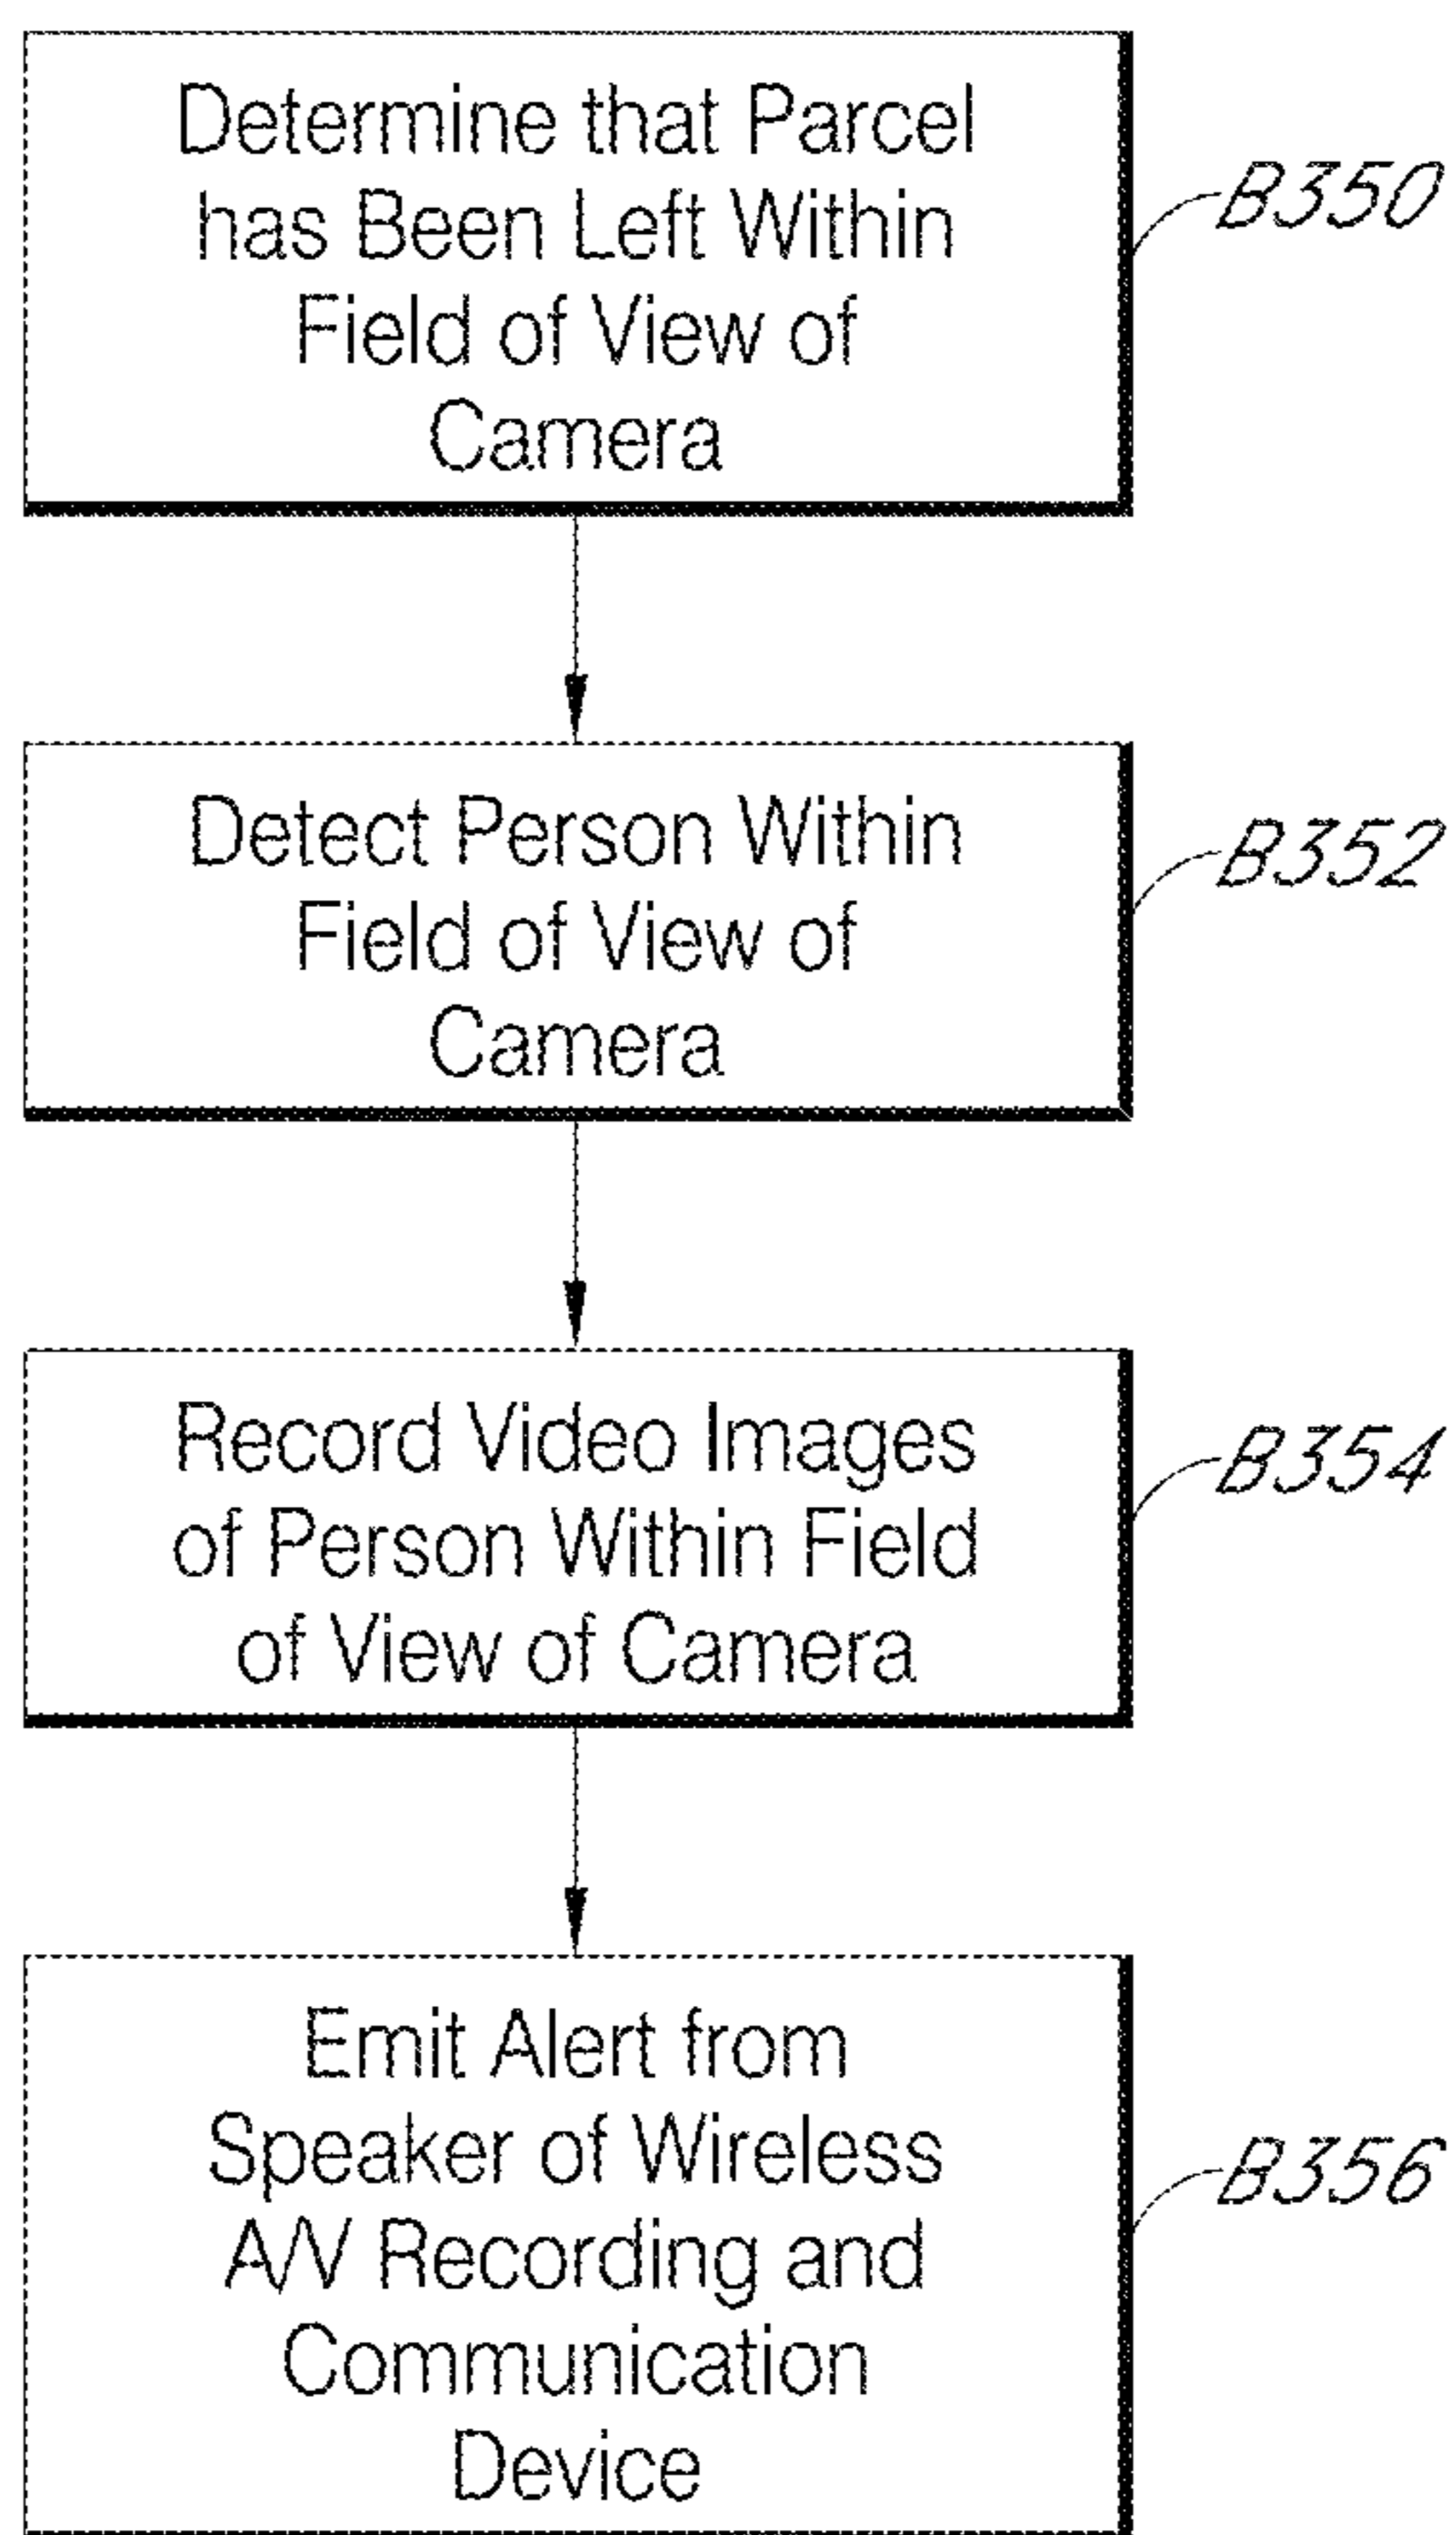 Determine that Parcel
has Been Left Within
Field of View of
Camera
B350
Detect Person Within
Field of View of
Camera
B352
Record Video Images
of Person Within Field
of View of Camera
B354
Emit Alert from
Speaker of Wireless
A/V Recording and
Communication
Device
B356